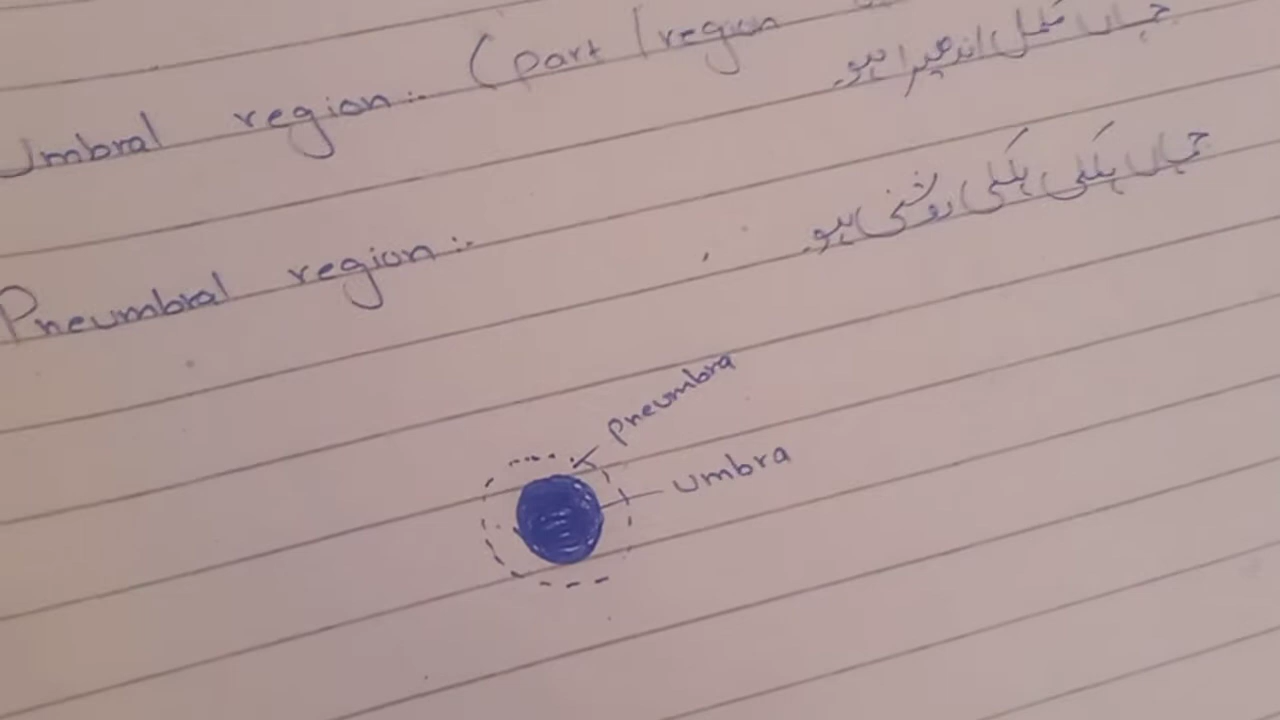 Umbral region:- (part/region
جہاں مکمل اندھیرا ہو۔
Pneumbral region:-
جہاں ہلکی ہلکی روشنی ہو۔
pneumbra
umbra